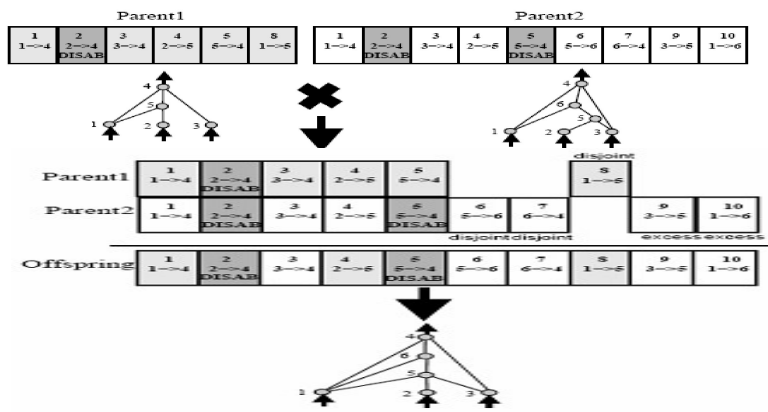 Parent1 Parent2
1 2 3 4 5 8 1 2 3 4 5 6 7 9 10
1->4 2->4 3->4 2->5 5->4 1->5 1->4 2->4 3->4 2->5 5->4 5->6 6->4 3->5 1->6
DISAB DISAB DISAB
4 4
5 6
5
1 2 3 1 2 3
disjoint
Parent1 1 2 3 4 5 8
1->4 2->4 3->4 2->5 5->4 1->5
DISAB
Parent2 1 2 3 4 5 6 7 9 10
1->4 2->4 3->4 2->5 5->4 5->6 6->4 3->5 1->6
DISAB DISAB
disjoint disjoint excess excess
Offspring 1 2 3 4 5 6 7 8 9 10
1->4 2->4 3->4 2->5 5->4 5->6 6->4 1->5 3->5 1->6
DISAB DISAB
4
6
5
1 2 3